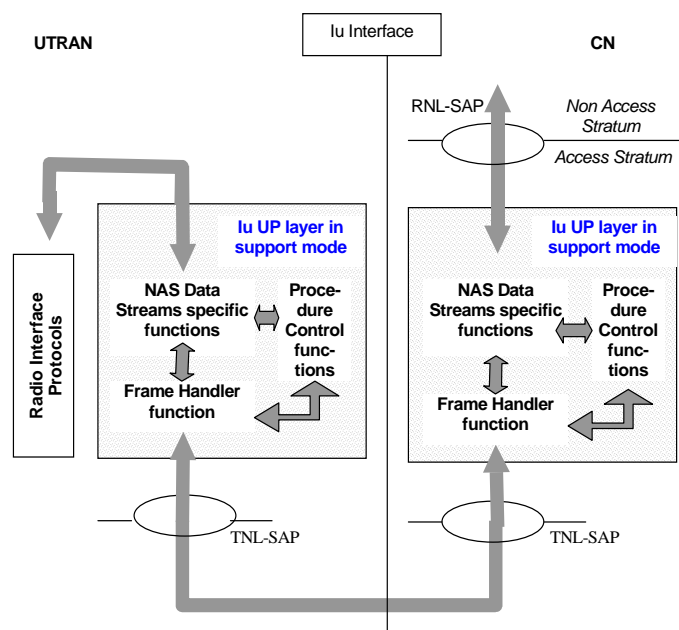 UTRAN
Iu Interface
CN
RNL-SAP
Non Access
Stratum
Access Stratum
Iu UP layer in
support mode
NAS Data
Streams specific
functions
Proce-
dure
Control
func-
tions
Frame Handler
function
Radio Interface
Protocols
TNL-SAP
Iu UP layer in
support mode
NAS Data
Streams specific
functions
Proce-
dure
Control
func-
tions
Frame Handler
function
TNL-SAP